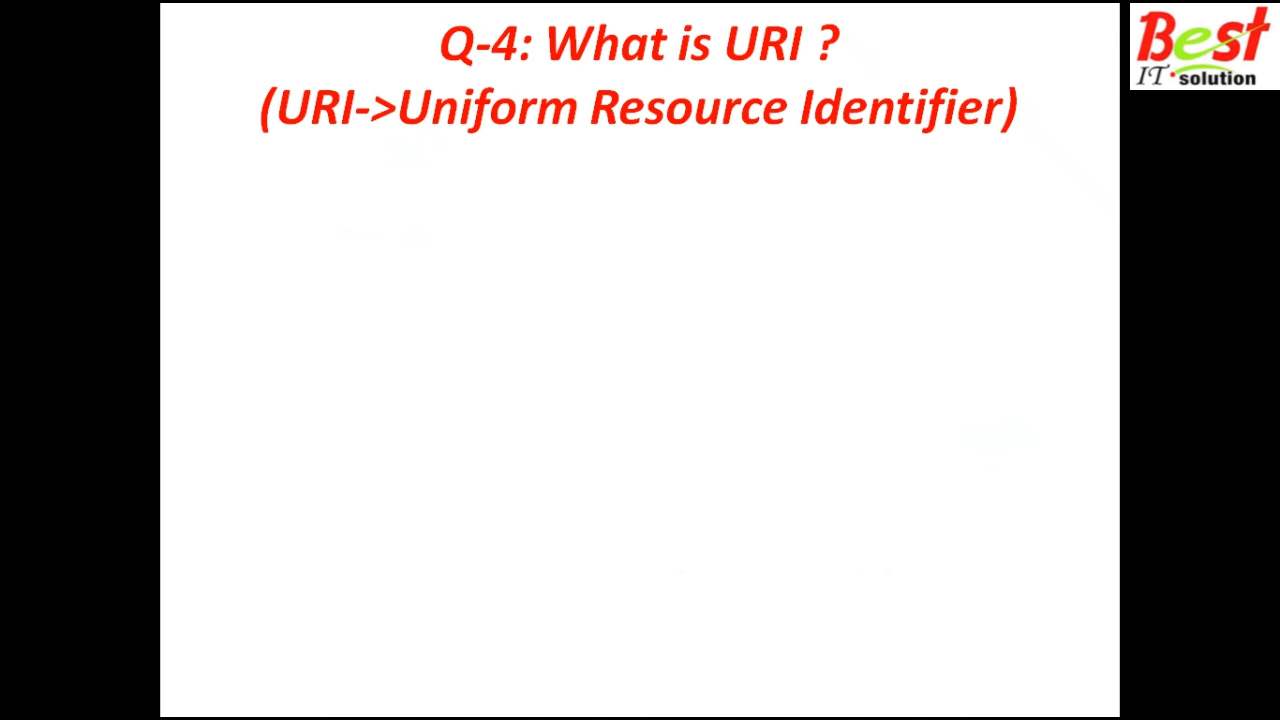 Q-4: What is URI ?
(URI->Uniform Resource Identifier)
Best
IT solution